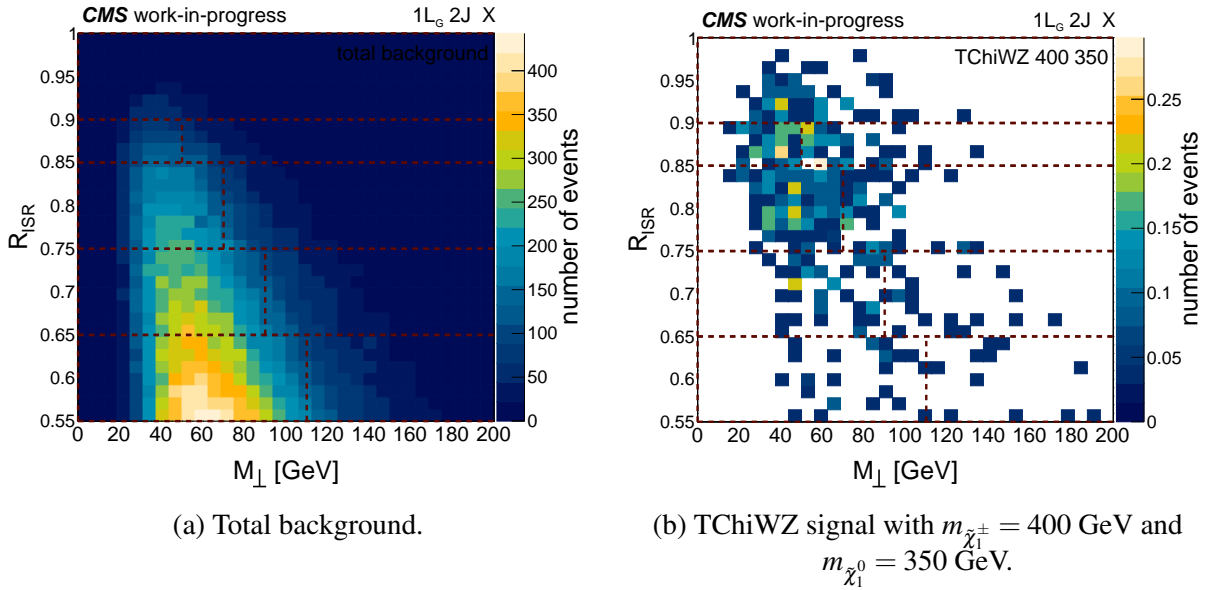 CMS work-in-progress
1L_G 2J X
total background
1
0.95
0.9
0.85
0.8
0.75
0.7
0.65
0.6
0.55
R_ISR
0 20 40 60 80 100 120 140 160 180 200
M⊥ [GeV]
400
350
300
250
200
150
100
50
0
number of events
(a) Total background.
CMS work-in-progress
1L_G 2J X
TChiWZ 400 350
1
0.95
0.9
0.85
0.8
0.75
0.7
0.65
0.6
0.55
R_ISR
0 20 40 60 80 100 120 140 160 180 200
M⊥ [GeV]
0.25
0.2
0.15
0.1
0.05
0
number of events
(b) TChiWZ signal with m_χ̃₁± = 400 GeV and
m_χ̃₁⁰ = 350 GeV.